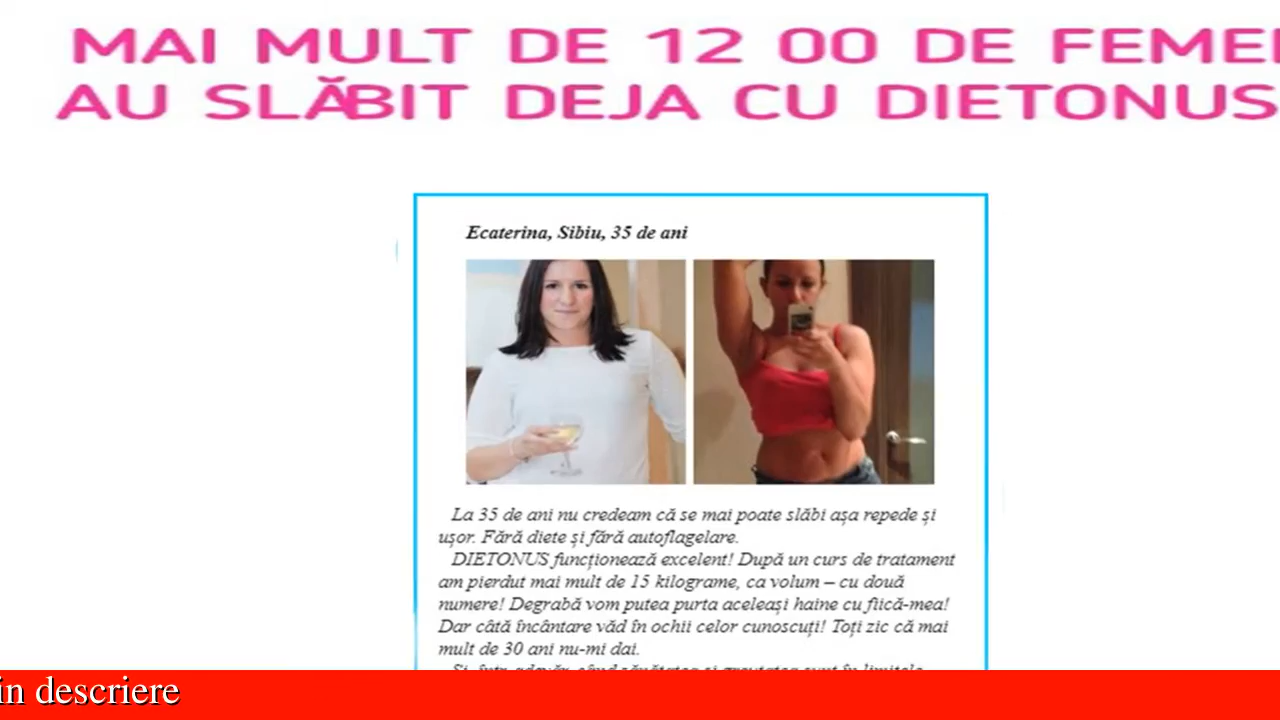 MAI MULT DE 12 00 DE FEMEI
AU SLĂBIT DEJA CU DIETONUS
Ecaterina, Sibiu, 35 de ani
La 35 de ani nu credeam că se mai poate slăbi așa repede și
ușor. Fără diete și fără autoflagelare.
DIETONUS funcționează excelent! După un curs de tratament
am pierdut mai mult de 15 kilograme, ca volum – cu două
numere! Degrabă vom putea purta aceleași haine cu fiică-mea!
Dar câtă încântare văd în ochii celor cunoscuți! Toți zic că mai
mult de 30 ani nu-mi dai.
in descriere